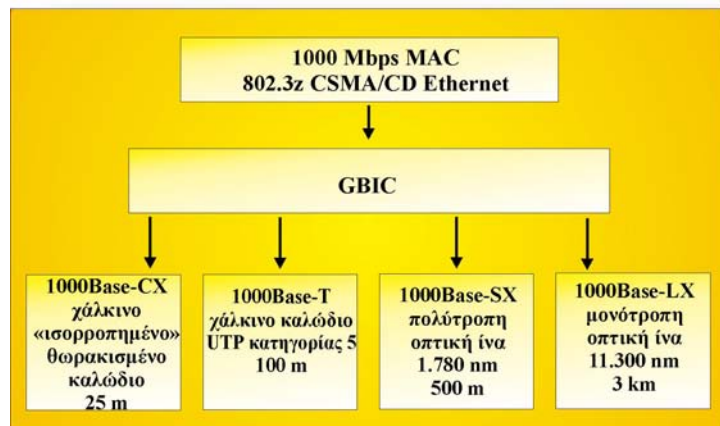 1000 Mbps MAC
802.3z CSMA/CD Ethernet
GBIC
1000Base-CX
χάλκινο
«ισορροπημένο»
θωρακισμένο
καλώδιο
25 m
1000Base-T
χάλκινο καλώδιο
UTP κατηγορίας 5
100 m
1000Base-SX
πολύτροπη
οπτική ίνα
1.780 nm
500 m
1000Base-LX
μονότροπη
οπτική ίνα
11.300 nm
3 km